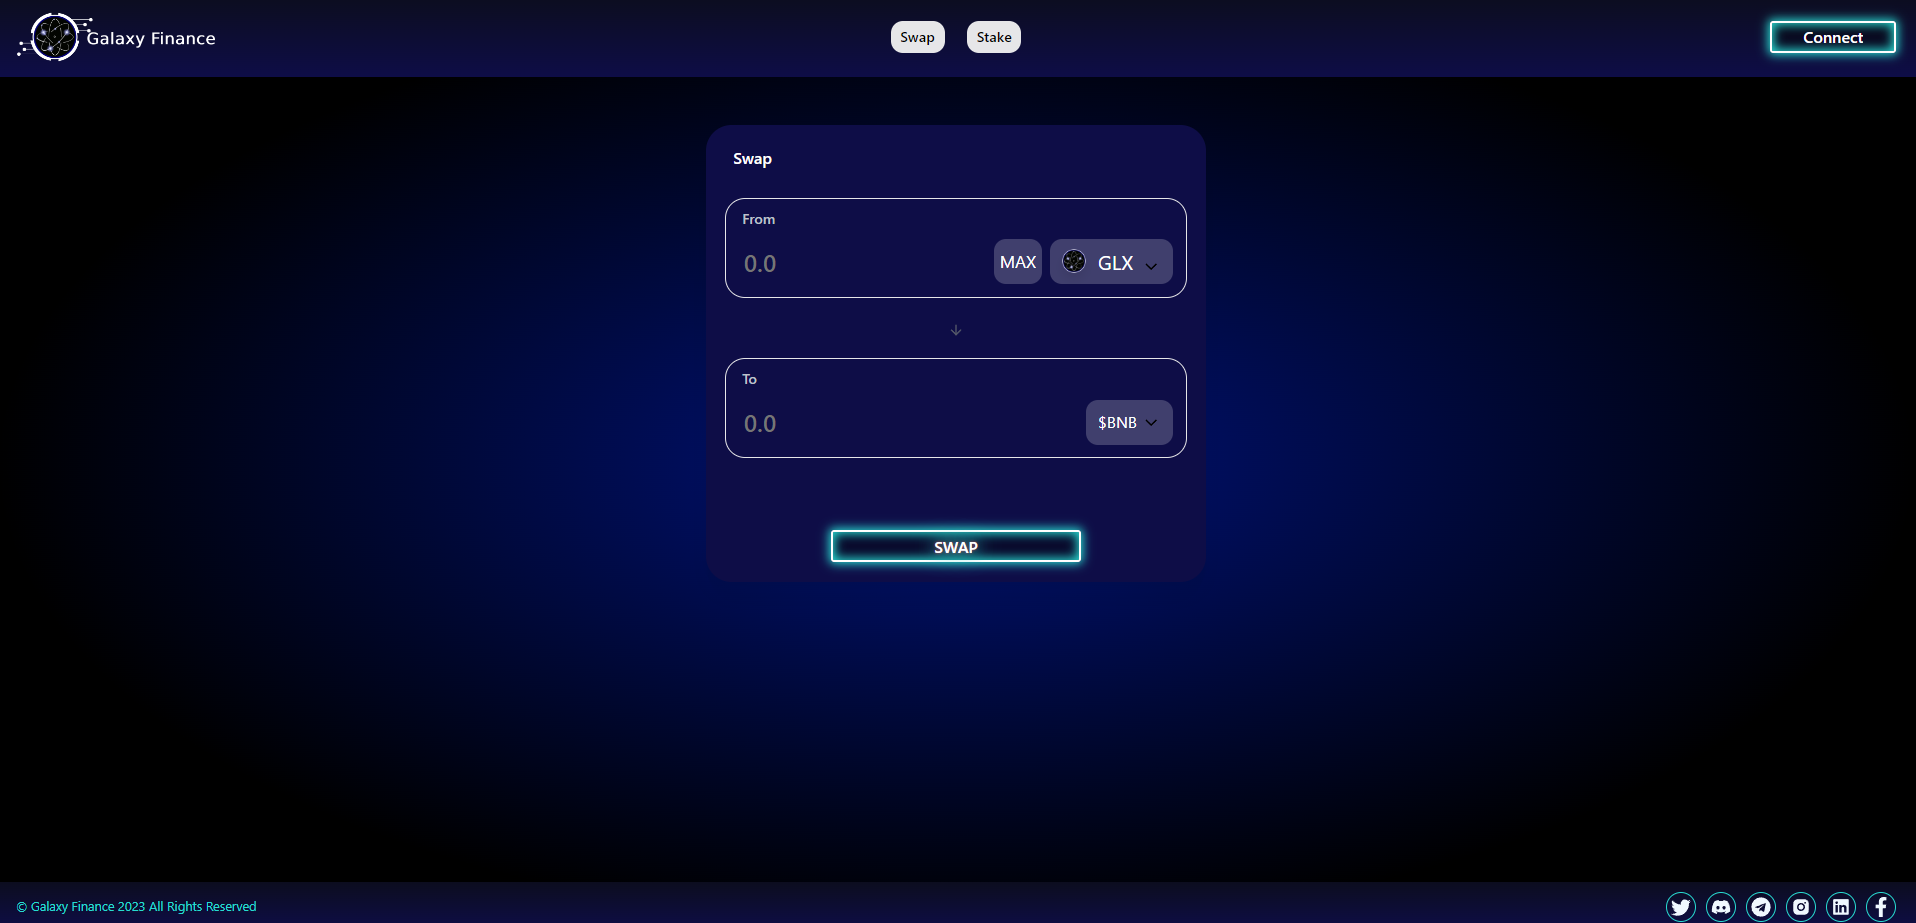 Galaxy Finance
Swap
Stake
Connect
Swap
From
0.0
MAX
GLX
To
0.0
$BNB
SWAP
© Galaxy Finance 2023 All Rights Reserved